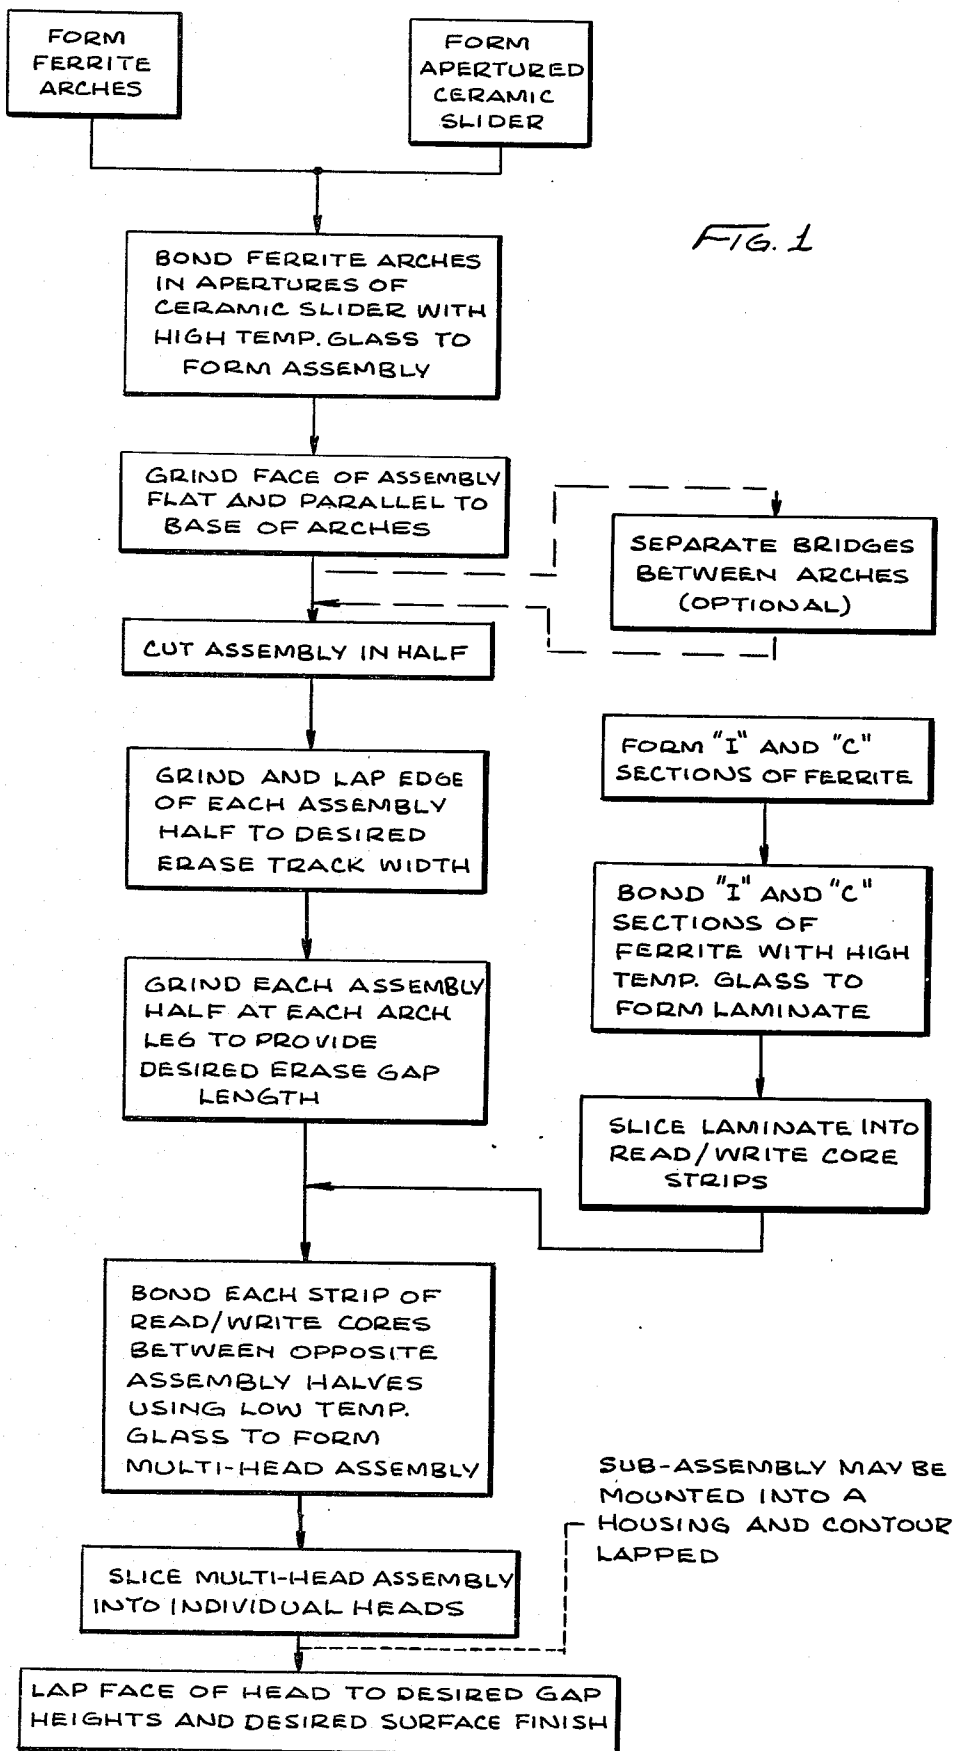 FORM
FERRITE
ARCHES
FORM
APERTURED
CERAMIC
SLIDER
FIG. 1
BOND FERRITE ARCHES
IN APERTURES OF
CERAMIC SLIDER WITH
HIGH TEMP. GLASS TO
FORM ASSEMBLY
GRIND FACE OF ASSEMBLY
FLAT AND PARALLEL TO
BASE OF ARCHES
SEPARATE BRIDGES
BETWEEN ARCHES
(OPTIONAL)
CUT ASSEMBLY IN HALF
GRIND AND LAP EDGE
OF EACH ASSEMBLY
HALF TO DESIRED
ERASE TRACK WIDTH
FORM "I" AND "C"
SECTIONS OF FERRITE
BOND "I" AND "C"
SECTIONS OF
FERRITE WITH HIGH
TEMP. GLASS TO
FORM LAMINATE
GRIND EACH ASSEMBLY
HALF AT EACH ARCH
LEG TO PROVIDE
DESIRED ERASE GAP
LENGTH
SLICE LAMINATE INTO
READ/WRITE CORE
STRIPS
BOND EACH STRIP OF
READ/WRITE CORES
BETWEEN OPPOSITE
ASSEMBLY HALVES
USING LOW TEMP.
GLASS TO FORM
MULTI-HEAD ASSEMBLY
SUB-ASSEMBLY MAY BE
MOUNTED INTO A
HOUSING AND CONTOUR
LAPPED
SLICE MULTI-HEAD ASSEMBLY
INTO INDIVIDUAL HEADS
LAP FACE OF HEAD TO DESIRED GAP
HEIGHTS AND DESIRED SURFACE FINISH